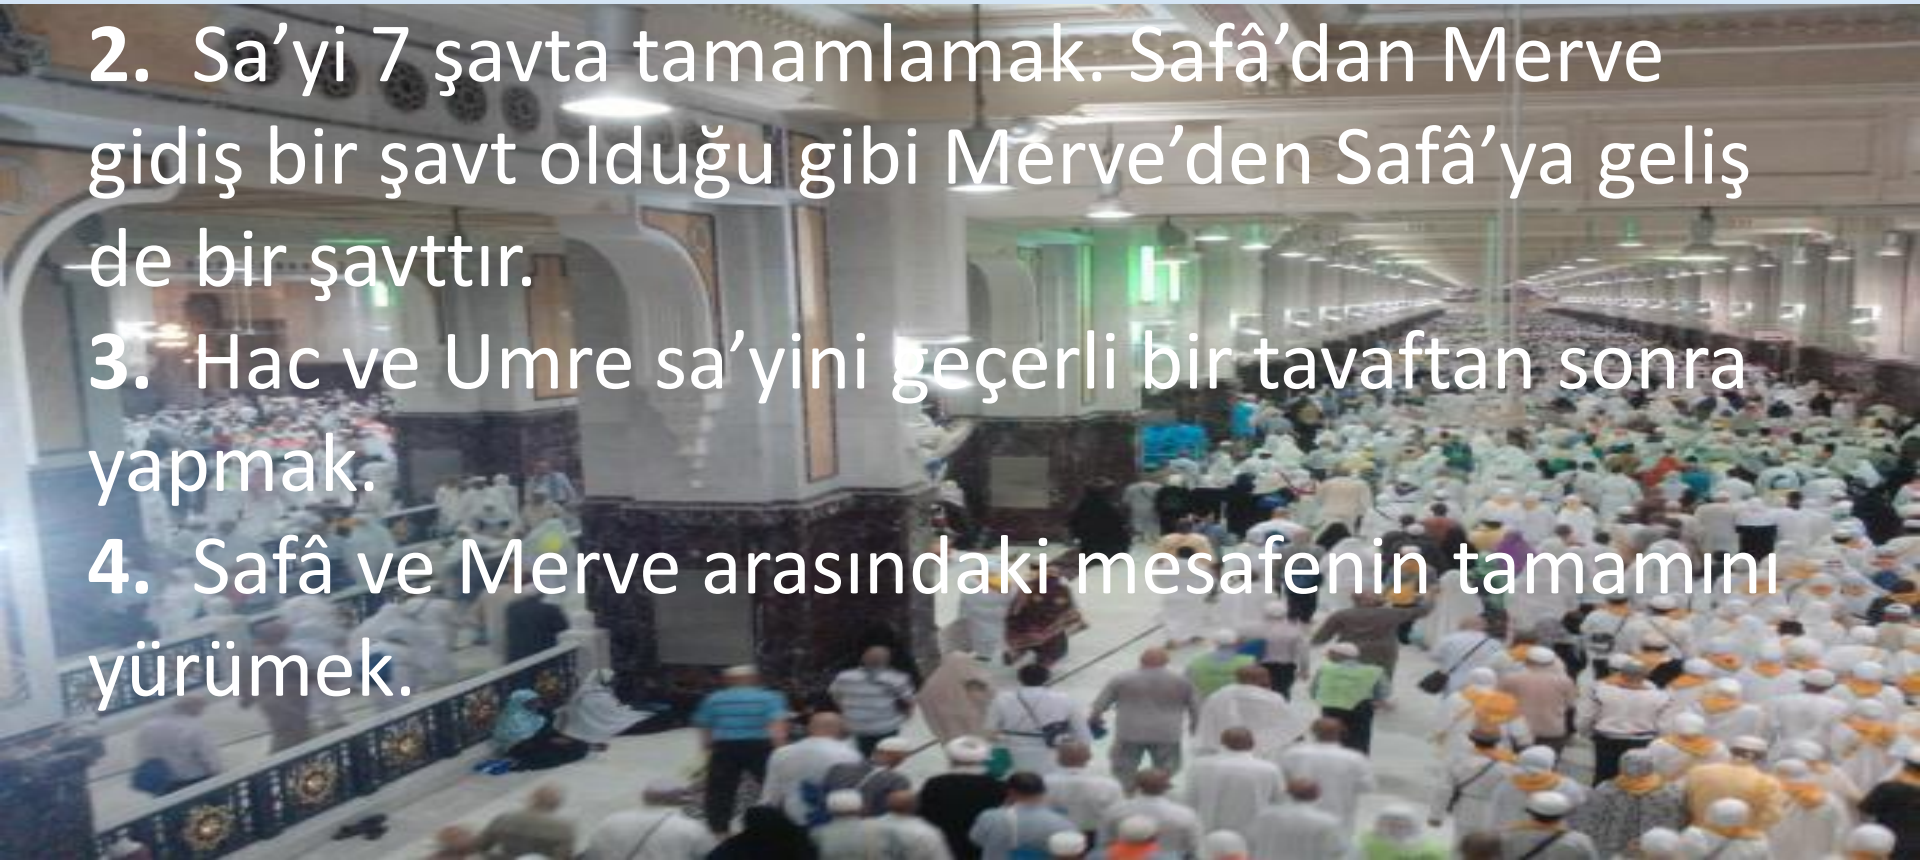 2. Sa’yi 7 şavta tamamlamak. Safâ’dan Merve
gidiş bir şavt olduğu gibi Merve’den Safâ’ya geliş
de bir şavttır.
3. Hac ve Umre sa’yini geçerli bir tavaftan sonra
yapmak.
4. Safâ ve Merve arasındaki mesafenin tamamını
yürümek.